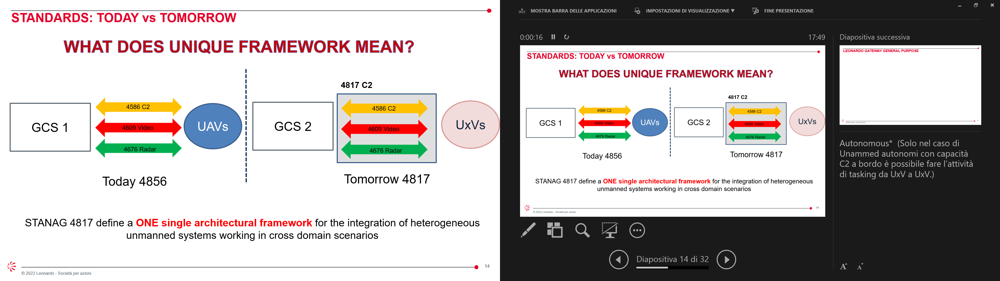 STANDARDS: TODAY vs TOMORROW
WHAT DOES UNIQUE FRAMEWORK MEAN?
4817 C2
GCS 1
4586 C2
4609 Video
4676 Radar
UAVs
GCS 2
4586 C2
4609 Video
4676 Radar
UxVs
Today 4856
Tomorrow 4817
STANAG 4817 define a ONE single architectural framework for the integration of heterogeneous
unmanned systems working in cross domain scenarios
14
© 2022 Leonardo - Società per azioni
MOSTRA BARRA DELLE APPLICAZIONI
IMPOSTAZIONI DI VISUALIZZAZIONE ▼
FINE PRESENTAZIONE
0:00:16
17:49
STANDARDS: TODAY vs TOMORROW
WHAT DOES UNIQUE FRAMEWORK MEAN?
4817 C2
GCS 1
4586 C2
4609 Video
4676 Radar
UAVs
GCS 2
4586 C2
4609 Video
4676 Radar
UxVs
Today 4856
Tomorrow 4817
STANAG 4817 define a ONE single architectural framework for the integration of heterogeneous
unmanned systems working in cross domain scenarios
14
© 2022 Leonardo - Società per azioni
Diapositiva 14 di 32
Diapositiva successiva
LEONARDO GATEWAY GENERAL PURPOSE
© 2022 Leonardo - Società per azioni
Autonomous* (Solo nel caso di
Unammed autonomi con capacità
C2 a bordo è possibile fare l'attività
di tasking da UxV a UxV.)
A A